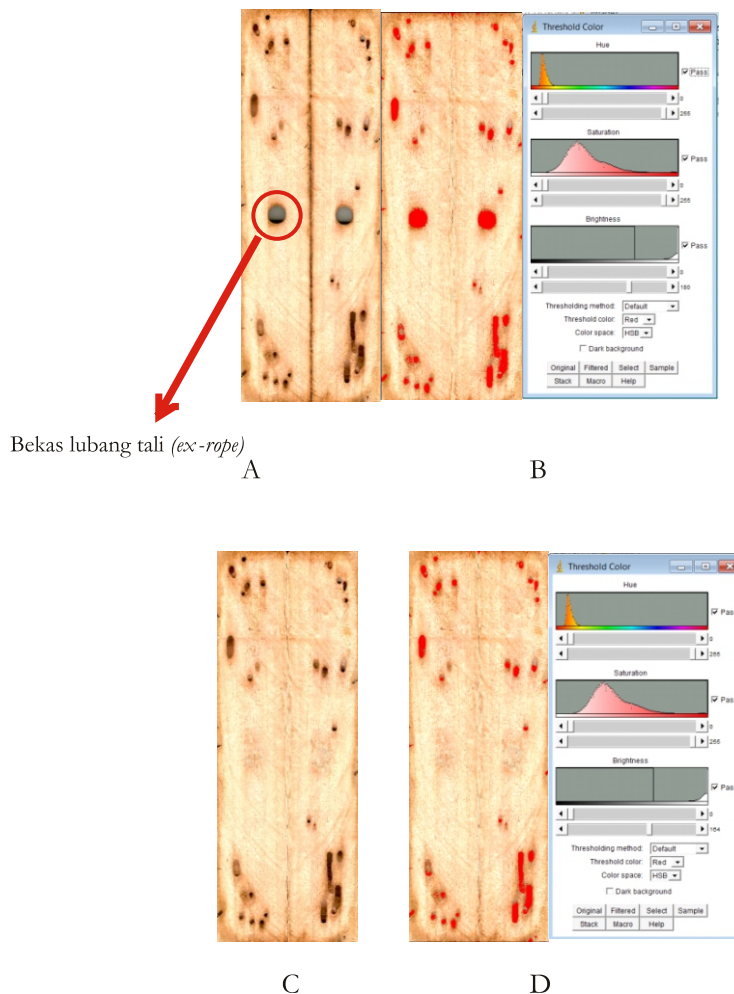 Threshold Color
Hue
Pass
0
255
Saturation
Pass
0
255
Brightness
Pass
0
180
Thresholding method: Default
Threshold color: Red
Color space: HSB
Dark background
Original Filtered Select Sample
Stack Macro Help
Bekas lubang tali (ex-rope)
A
B
Threshold Color
Hue
Pas
0
255
Saturation
Pas
0
255
Brightness
Pas
0
164
Thresholding method: Default
Threshold color: Red
Color space: HSB
Dark background
Original Filtered Select Sample
Stack Macro Help
C
D